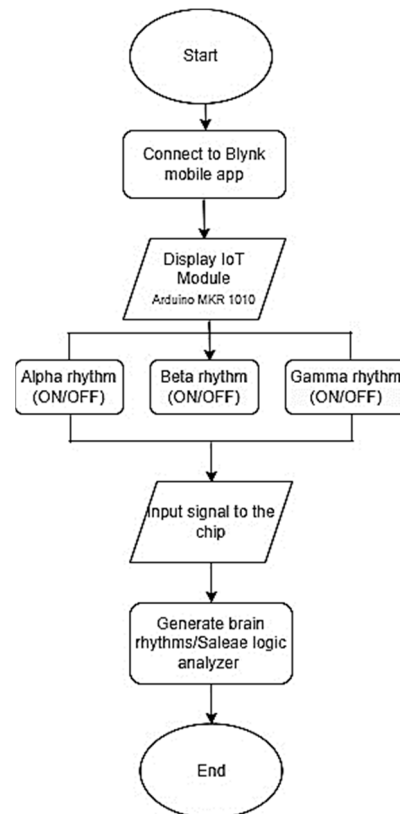 Start
Connect to Blynk
mobile app
Display IoT
Module
Arduino MKR 1010
Alpha rhythm
(ON/OFF)
Beta rhythm
(ON/OFF)
Gamma rhythm
(ON/OFF)
Input signal to the
chip
Generate brain
rhythms/Saleae logic
analyzer
End